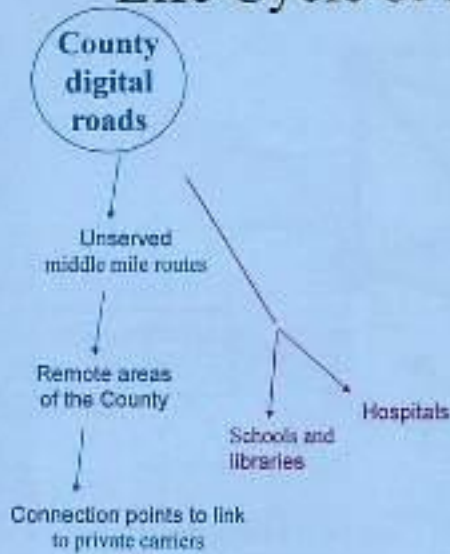 County
digital
roads
Unserved
middle mile routes
Remote areas
of the County
Hospitals
Schools and
libraries
Connection points to link
to private carriers